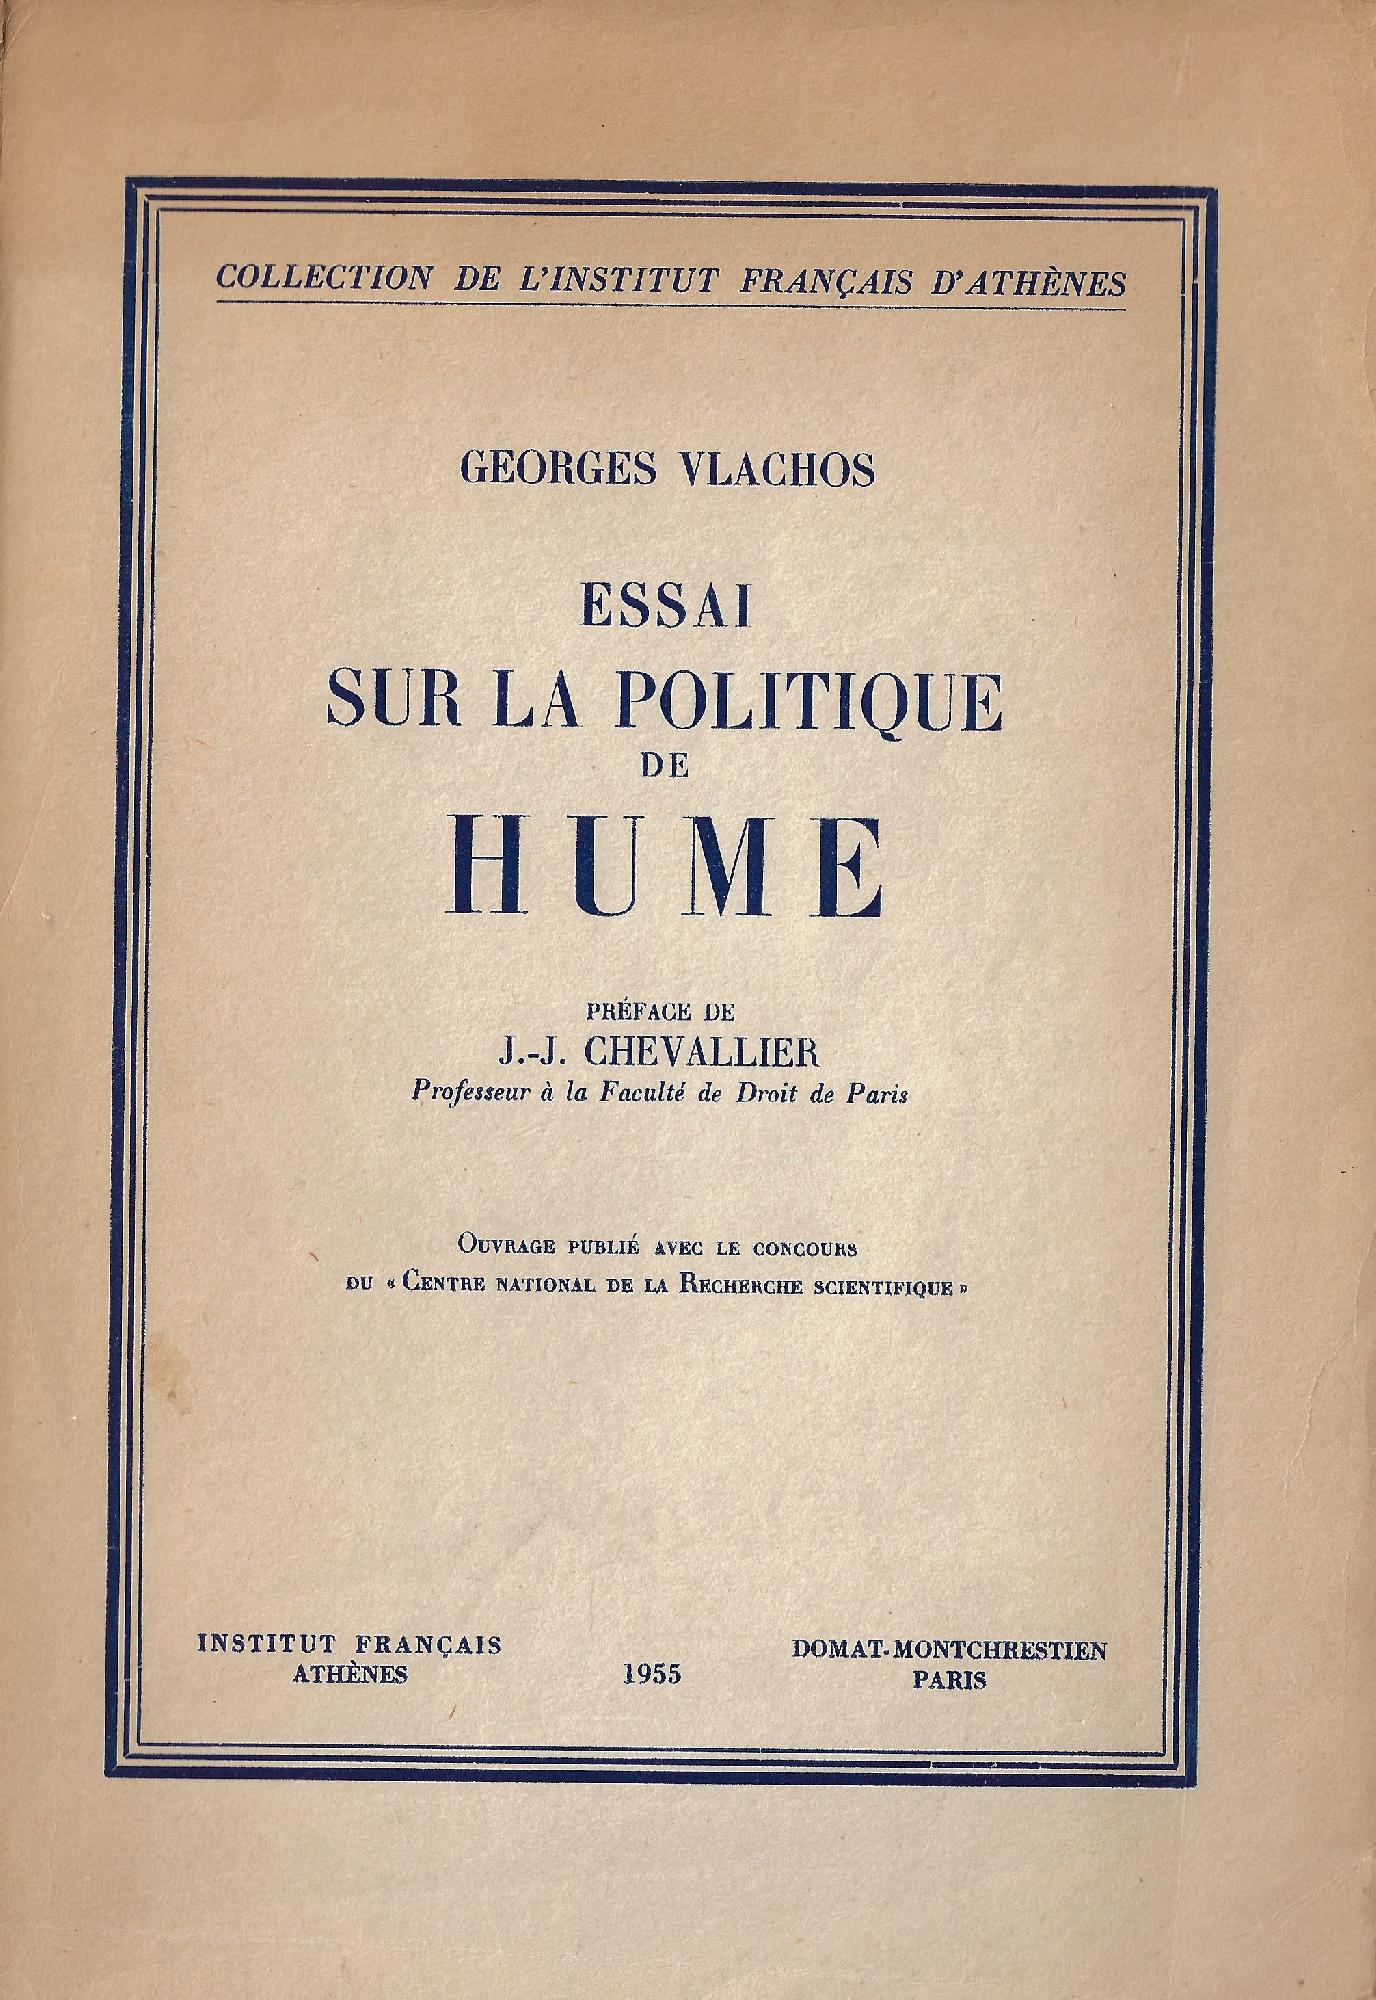 COLLECTION DE L'INSTITUT FRANÇAIS D'ATHÈNES
GEORGES VLACHOS
ESSAI
SUR LA POLITIQUE
DE
HUME
PRÉFACE DE
J.-J. CHEVALLIER
Professeur à la Faculté de Droit de Paris
OUVRAGE PUBLIÉ AVEC LE CONCOURS
DU « CENTRE NATIONAL DE LA RECHERCHE SCIENTIFIQUE »
INSTITUT FRANÇAIS
ATHÈNES
1955
DOMAT-MONTCHRESTIEN
PARIS